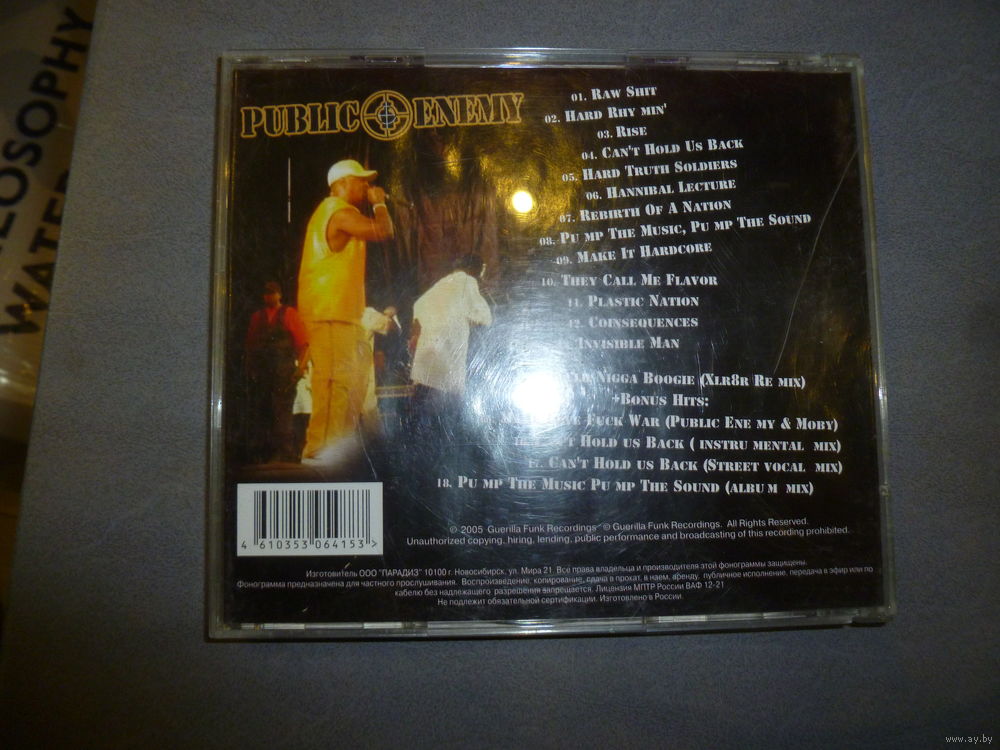 PUBLIC ENEMY
01. RAW SHIT
02. HARD RHY MIN'
03. RISE
04. CAN'T HOLD US BACK
05. HARD TRUTH SOLDIERS
06. HANNIBAL LECTURE
07. REBIRTH OF A NATION
08. PU MP THE MUSIC, PU MP THE SOUND
09. MAKE IT HARDCORE
10. THEY CALL ME FLAVOR
11. PLASTIC NATION
12. COINSEQUENCES
INVISIBLE MAN
NIGGA BOOGIE (XLR8R RE MIX)
+BONUS HITS:
FUCK WAR (PUBLIC ENE MY & MOBY)
HOLD US BACK ( INSTRU MENTAL MIX)
CAN'T HOLD US BACK (STREET VOCAL MIX)
18. PU MP THE MUSIC PU MP THE SOUND (ALBU M MIX)
4 610353 064153 >
© 2005 Guerilla Funk Recordings © Guerilla Funk Recordings. All Rights Reserved.
Unauthorized copying, hiring, lending, public performance and broadcasting of this recording prohibited.
Изготовитель ООО "ПАРАДИЗ" 10100 г. Новосибирск. ул. Мира 21. Все права владельца и производителя этой фонограммы защищены.
Фонограмма предназначена для частного прослушивания. Воспроизведение, копирование, сдача в прокат, в наем, аренду, публичное исполнение, передача в эфир или по
кабелю без надлежащего разрешения запрещается. Лицензия МПТР России ВАФ 12-21
Не подлежит обязательной сертификации. Изготовлено в России.
WATER
www.ay.by